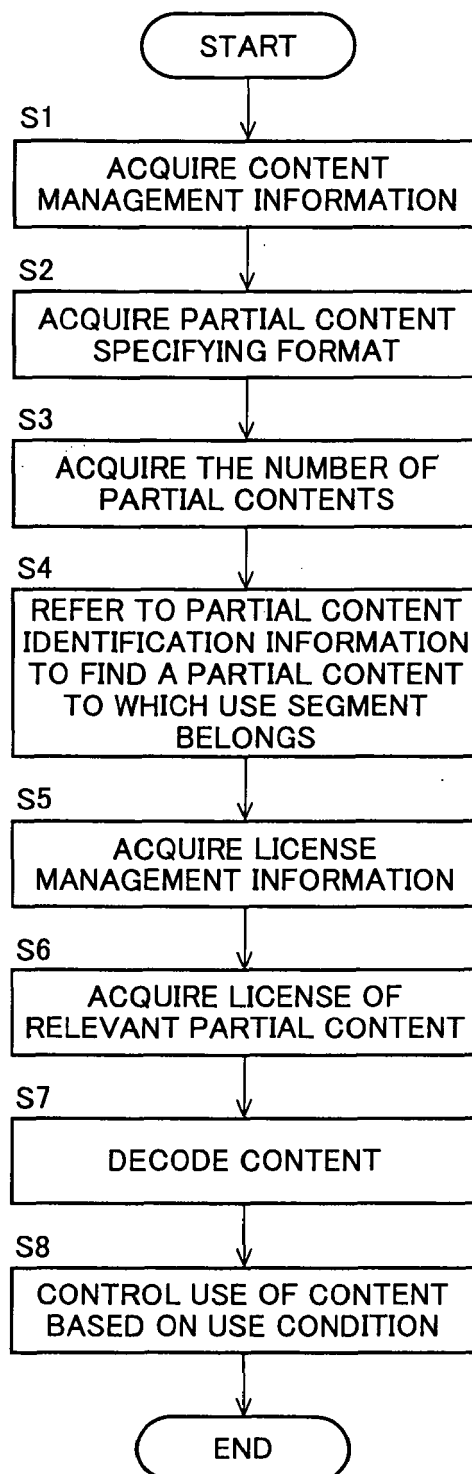 START
S1
ACQUIRE CONTENT
MANAGEMENT INFORMATION
S2
ACQUIRE PARTIAL CONTENT
SPECIFYING FORMAT
S3
ACQUIRE THE NUMBER OF
PARTIAL CONTENTS
S4
REFER TO PARTIAL CONTENT
IDENTIFICATION INFORMATION
TO FIND A PARTIAL CONTENT
TO WHICH USE SEGMENT
BELONGS
S5
ACQUIRE LICENSE
MANAGEMENT INFORMATION
S6
ACQUIRE LICENSE OF
RELEVANT PARTIAL CONTENT
S7
DECODE CONTENT
S8
CONTROL USE OF CONTENT
BASED ON USE CONDITION
END